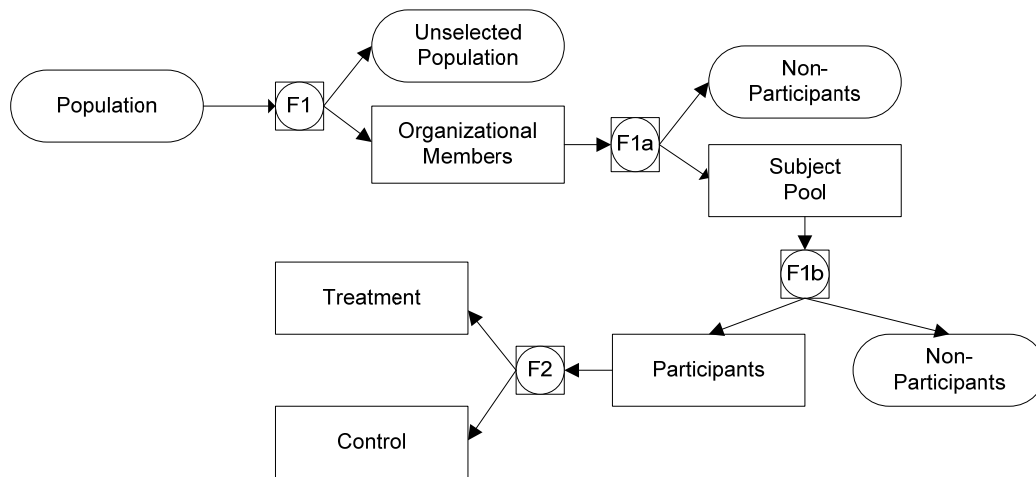 Unselected
Population
Population
F1
Organizational
Members
Non-
Participants
F1a
Subject
Pool
F1b
Treatment
F2
Participants
Non-
Participants
Control